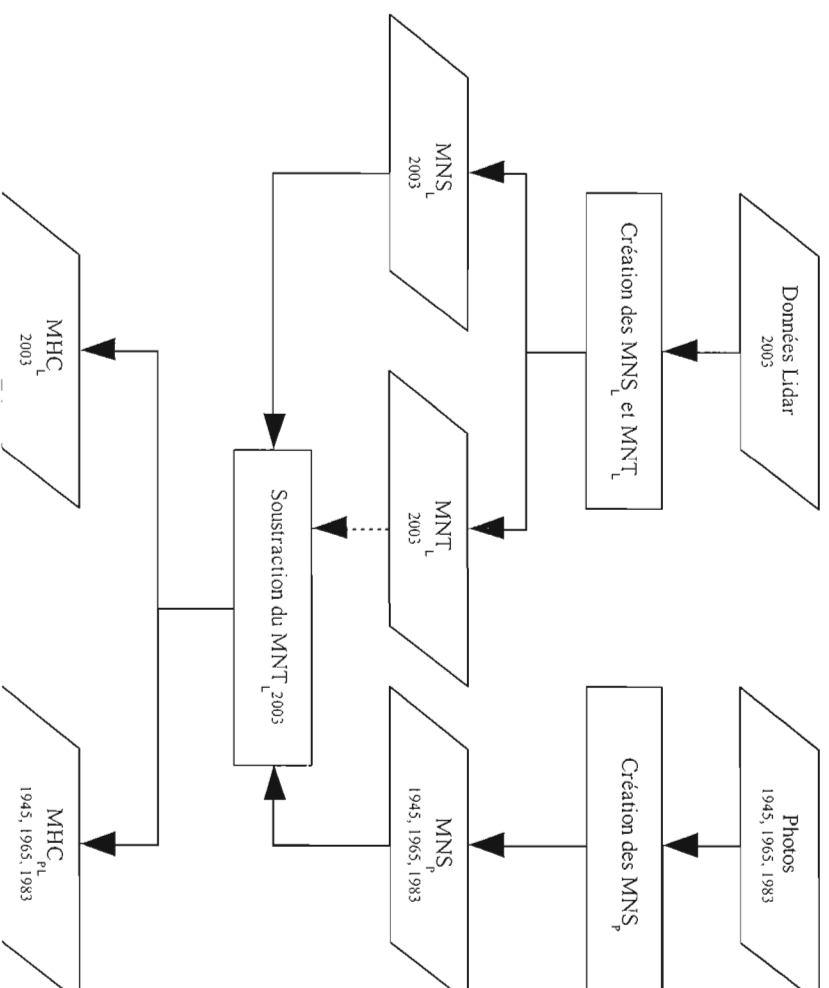 Données Lidar
2003
Photos
1945, 1965, 1983
Création des MNS_L et MNT_L
Création des MNS_P
MNS_L
2003
MNT_L
2003
MNS_P
1945, 1965, 1983
Soustraction du MNT_L 2003
MHC_L
2003
MHC_PL
1945, 1965, 1983